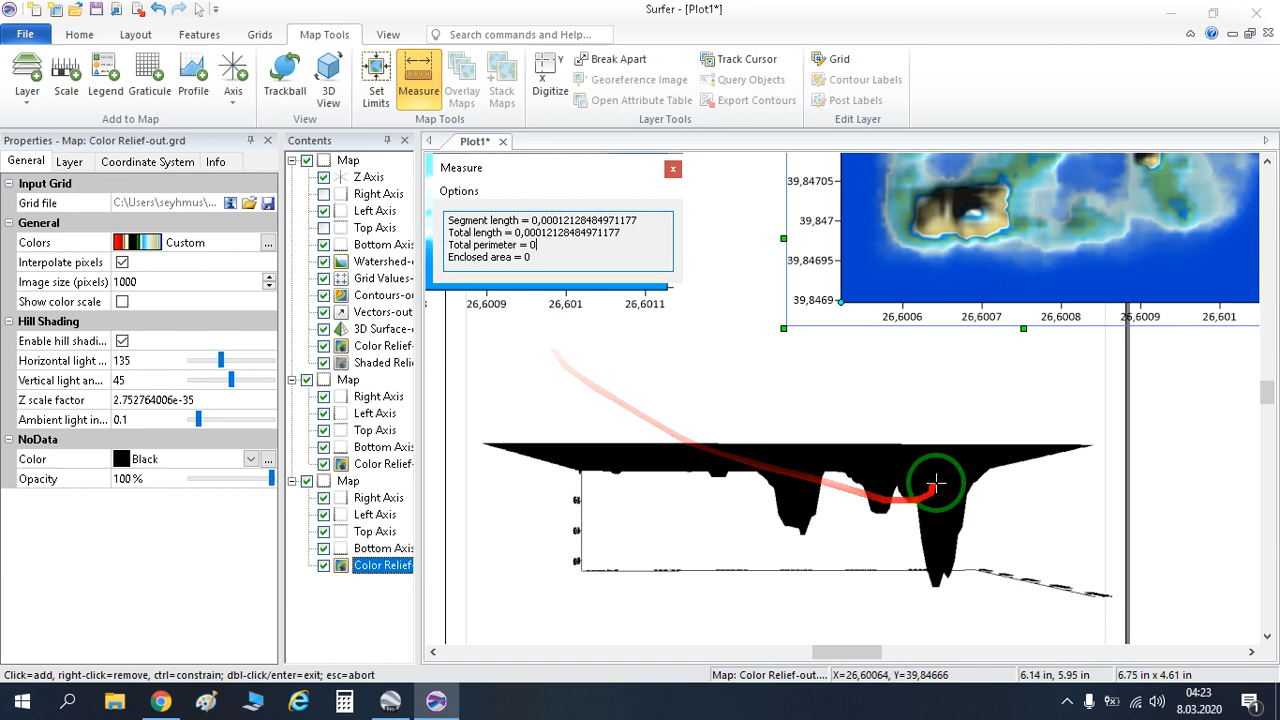 Surfer - [Plot1*]
File Home Layout Features Grids Map Tools View Search commands and Help...
Layer Scale Legend Graticule Profile Axis
Add to Map
Trackball 3D View
View
Set Limits Measure Overlay Maps Stack Maps
Map Tools
Digitize Break Apart Track Cursor
Georeference Image Query Objects
Open Attribute Table Export Contours
Layer Tools
Grid
Contour Labels
Post Labels
Edit Layer
Properties - Map: Color Relief-out.grd
General Layer Coordinate System Info
Input Grid
Grid file C:\Users\seyhmus\
General
Colors Custom ...
Interpolate pixels
Image size (pixels) 1000
Show color scale
Hill Shading
Enable hill shadi...
Horizontal light ... 135
Vertical light an... 45
Z scale factor 2.752764006e-35
Ambient light in... 0.1
NoData
Color Black ...
Opacity 100 %
Contents
Map
Z Axis
Right Axis
Left Axis
Top Axis
Bottom Axis
Watershed-
Grid Values-
Contours-o
Vectors-out
3D Surface-
Color Relief
Shaded Reli
Map
Right Axis
Left Axis
Top Axis
Bottom Axis
Color Relief-
Map
Right Axis
Left Axis
Top Axis
Bottom Axis
Color Relief-
Plot1*
Measure x
Options
Segment length = 0,00012128484971177
Total length = 0,00012128484971177
Total perimeter = 0
Enclosed area = 0
26,6009 26,601 26,6011
39,84705
39,847
39,84695
39,8469
26,6006 26,6007 26,6008 26,6009 26,601
Click=add, right-click=remove, ctrl=constrain; dbl-click/enter=exit; esc=abort
Map: Color Relief-out.... X=26,60064, Y=39,84666 6.14 in, 5.95 in 6.75 in x 4.61 in
04:23
8.03.2020